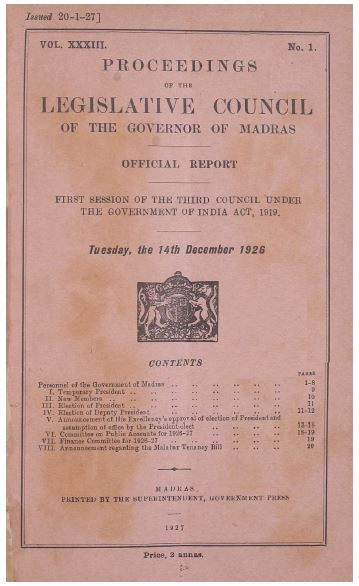 Issued 20-1-27]
VOL. XXXIII. No. 1.
PROCEEDINGS
OF THE
LEGISLATIVE COUNCIL
OF THE GOVERNOR OF MADRAS
OFFICIAL REPORT
FIRST SESSION OF THE THIRD COUNCIL UNDER
THE GOVERNMENT OF INDIA ACT, 1919.
Tuesday, the 14th December 1926
CONTENTS
PAGES
Personnel of the Government of Madras .. .. .. .. .. .. 1-8
I. Temporary President .. .. .. .. .. .. .. 9
II. New Members .. .. .. .. .. .. .. 10
III. Election of President .. .. .. .. .. .. .. 11
IV. Election of Deputy President .. .. .. .. .. 11-12
V. Announcement of His Excellency's approval of election of President and
assumption of office by the President-elect .. .. .. .. 12-18
VI. Committee on Public Accounts for 1926-27 .. .. .. .. 18-19
VII. Finance Committee for 1926-27 .. .. .. .. .. 19
VIII. Announcement regarding the Malabar Tenancy Bill .. .. .. 20
MADRAS
PRINTED BY THE SUPERINTENDENT, GOVERNMENT PRESS
1927
Price, 2 annas.